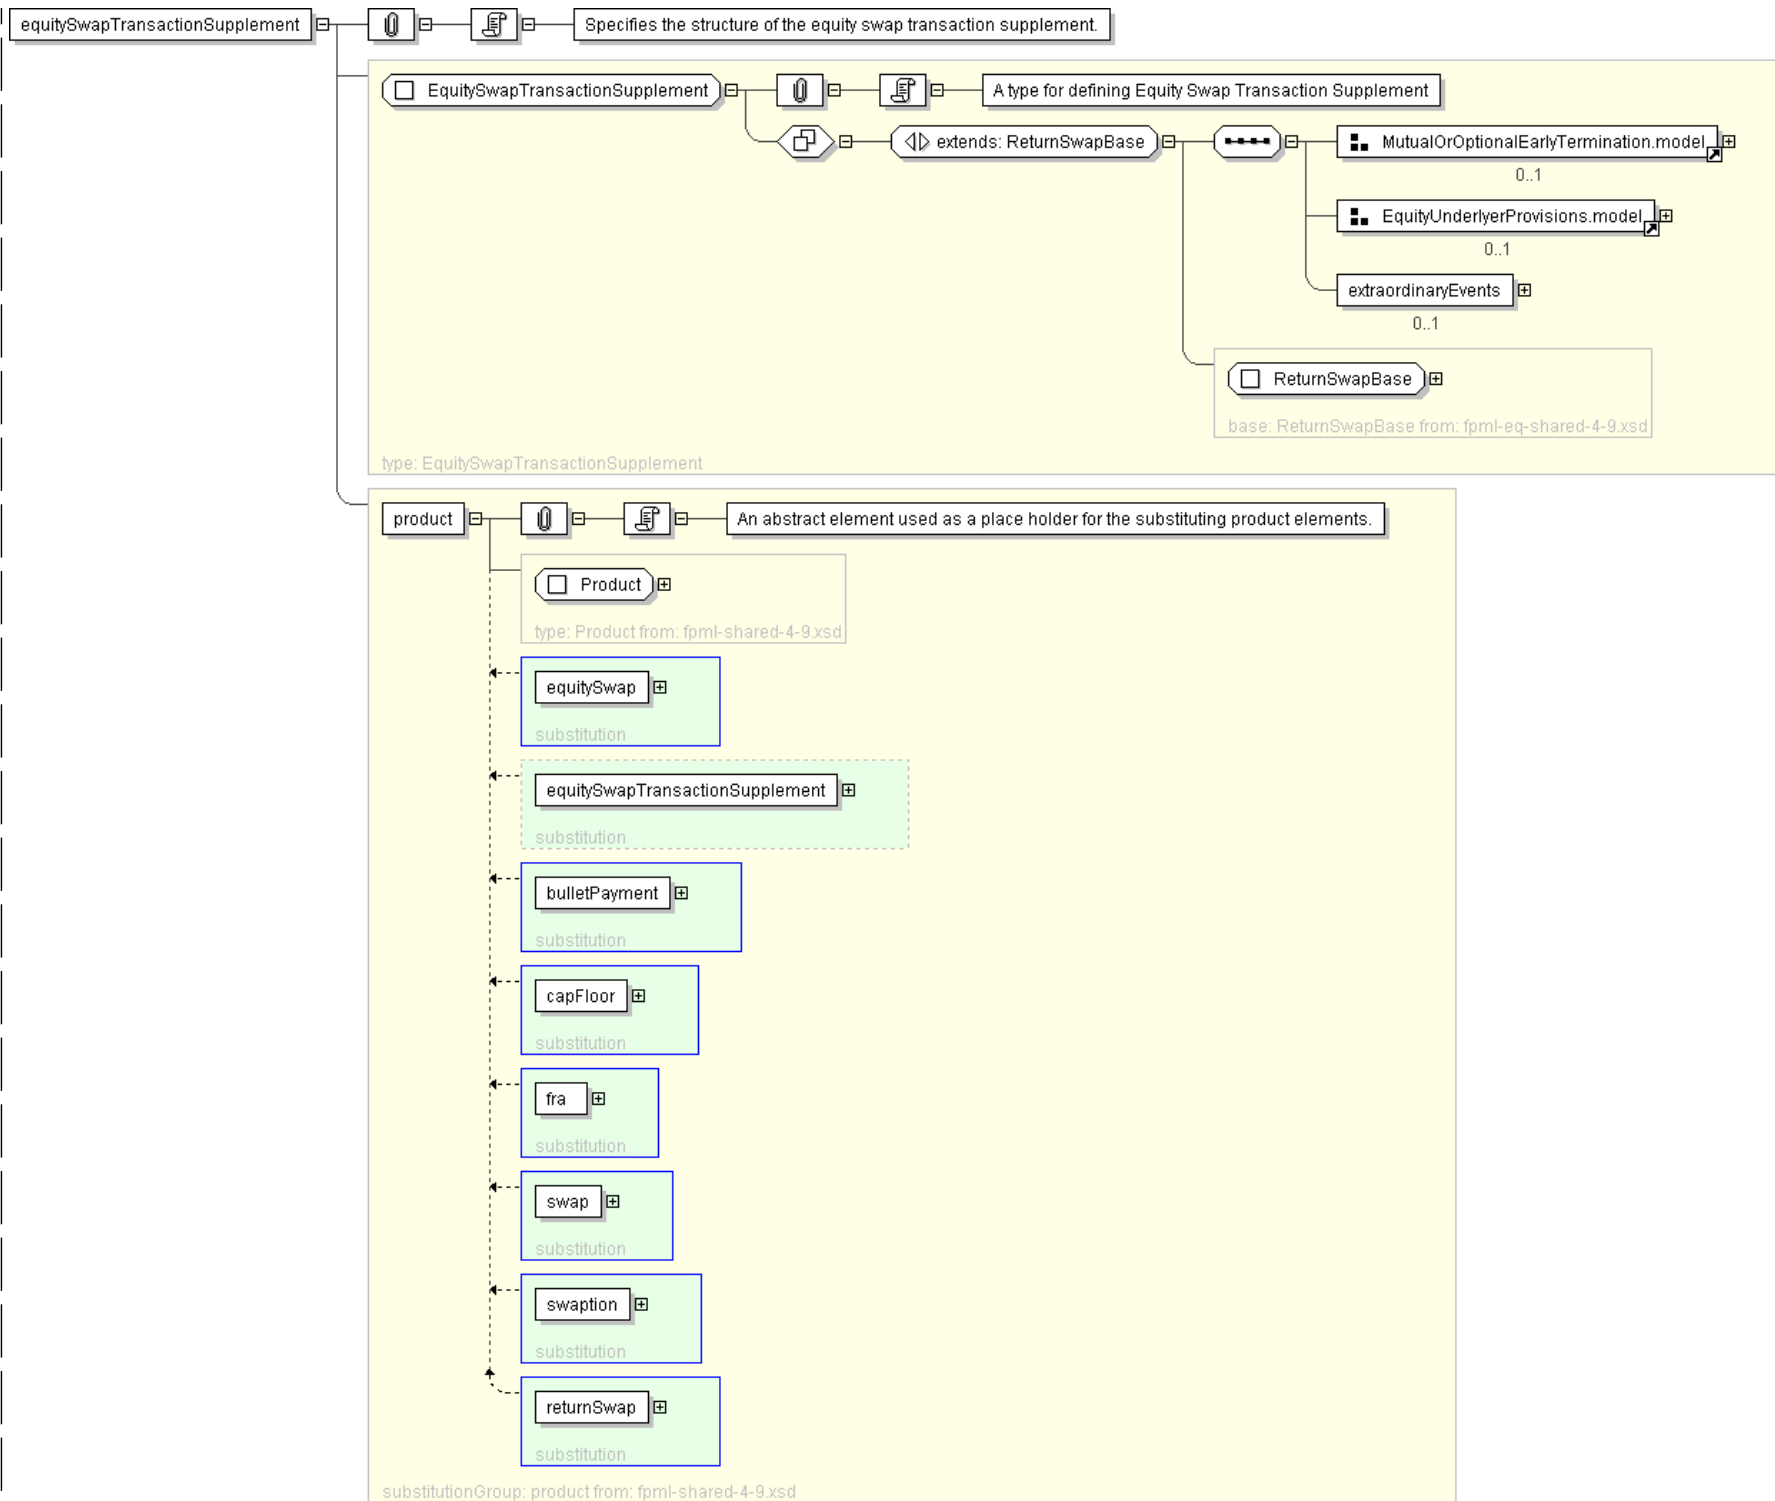 equitySwapTransactionSupplement
Specifies the structure of the equity swap transaction supplement.
EquitySwapTransactionSupplement
A type for defining Equity Swap Transaction Supplement
extends: ReturnSwapBase
MutualOrOptionalEarlyTermination.model
0..1
EquityUnderlyerProvisions.model
0..1
extraordinaryEvents
0..1
ReturnSwapBase
base: ReturnSwapBase from: fpml-eq-shared-4-9.xsd
type: EquitySwapTransactionSupplement
product
An abstract element used as a place holder for the substituting product elements.
Product
type: Product from: fpml-shared-4-9.xsd
equitySwap
substitution
equitySwapTransactionSupplement
substitution
bulletPayment
substitution
capFloor
substitution
fra
substitution
swap
substitution
swaption
substitution
returnSwap
substitution
substitutionGroup: product from: fpml-shared-4-9.xsd